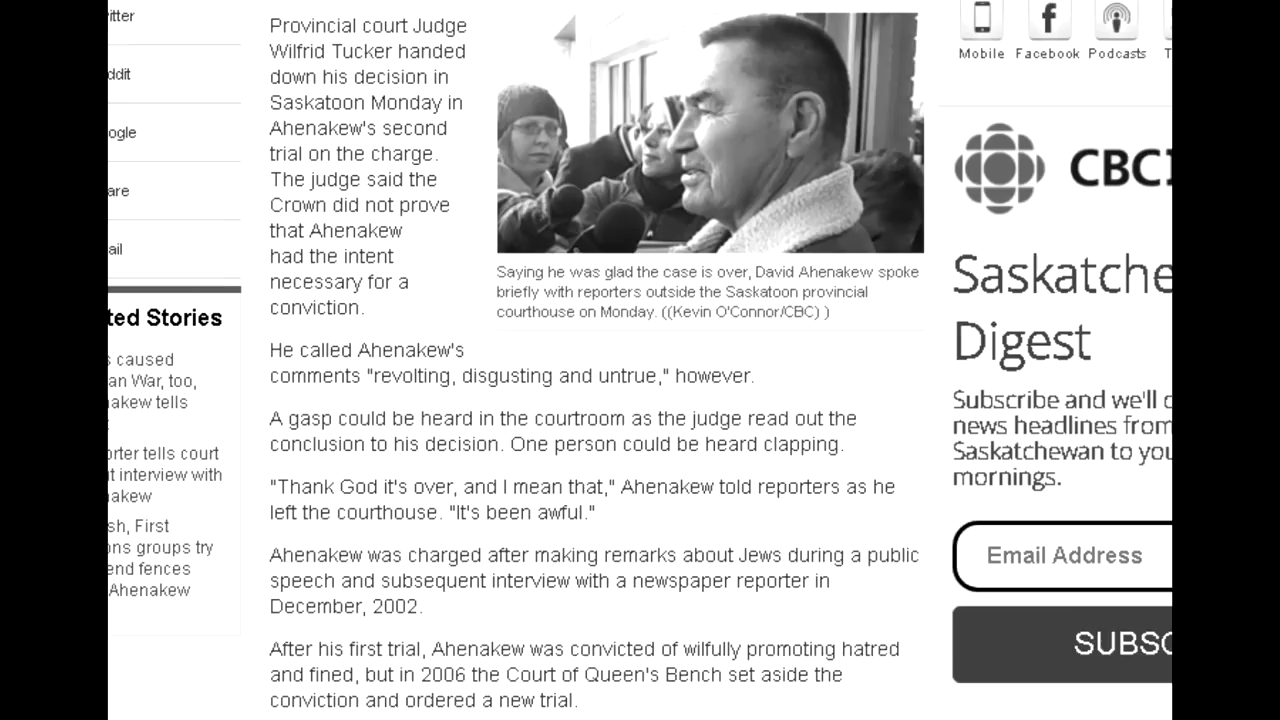 itter
ddit
ogle
are
ail
ted Stories
s caused
an War, too,
akew tells
orter tells court
t interview with
akew
sh, First
ons groups try
end fences
Ahenakew
Provincial court Judge
Wilfrid Tucker handed
down his decision in
Saskatoon Monday in
Ahenakew's second
trial on the charge.
The judge said the
Crown did not prove
that Ahenakew
had the intent
necessary for a
conviction.
Saying he was glad the case is over, David Ahenakew spoke
briefly with reporters outside the Saskatoon provincial
courthouse on Monday. ((Kevin O'Connor/CBC) )
He called Ahenakew's
comments "revolting, disgusting and untrue," however.
A gasp could be heard in the courtroom as the judge read out the
conclusion to his decision. One person could be heard clapping.
"Thank God it's over, and I mean that," Ahenakew told reporters as he
left the courthouse. "It's been awful."
Ahenakew was charged after making remarks about Jews during a public
speech and subsequent interview with a newspaper reporter in
December, 2002.
After his first trial, Ahenakew was convicted of wilfully promoting hatred
and fined, but in 2006 the Court of Queen's Bench set aside the
conviction and ordered a new trial.
Mobile Facebook Podcasts T
CBC
Saskatche
Digest
Subscribe and we'll d
news headlines from
Saskatchewan to you
mornings.
Email Address
SUBSC